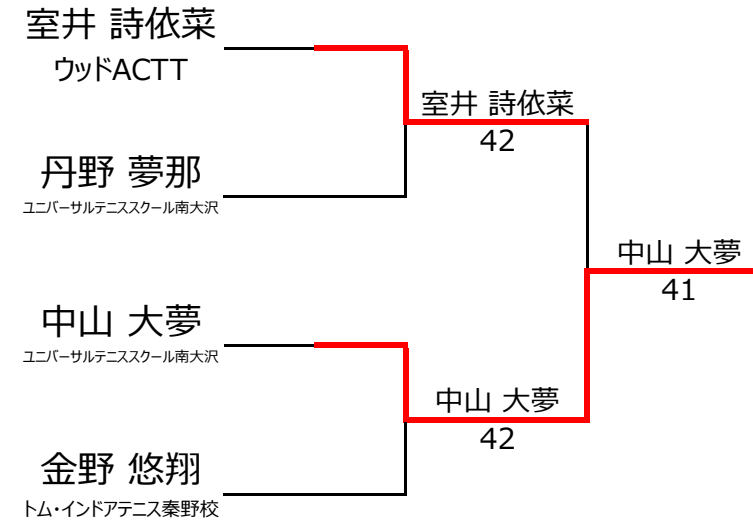 室井 詩依菜
ウッドACTT
室井 詩依菜
42
丹野 夢那
ユニバーサルテニススクール南大沢
中山 大夢
41
中山 大夢
ユニバーサルテニススクール南大沢
中山 大夢
42
金野 悠翔
トム・インドアテニス秦野校